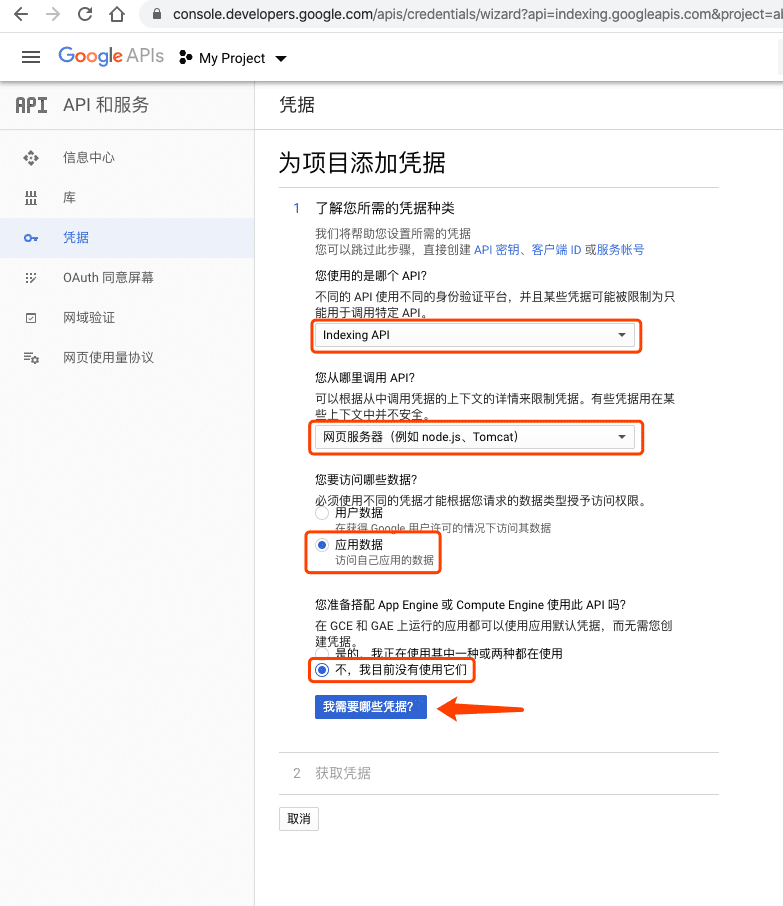 console.developers.google.com/apis/credentials/wizard?api=indexing.googleapis.com&project=al
Google APIs My Project
API API 和服务
凭据
信息中心
库
凭据
OAuth 同意屏幕
网域验证
网页使用量协议
为项目添加凭据
1 了解您所需的凭据种类
我们将帮助您设置所需的凭据
您可以跳过此步骤，直接创建 API 密钥、客户端 ID 或服务帐号
您使用的是哪个 API?
不同的 API 使用不同的身份验证平台，并且某些凭据可能被限制为只
能用于调用特定 API。
Indexing API
您从哪里调用 API?
可以根据从中调用凭据的上下文的详情来限制凭据。有些凭据用在某
些上下文中并不安全。
网页服务器（例如 node.js、Tomcat）
您要访问哪些数据?
必须使用不同的凭据才能根据您请求的数据类型授予访问权限。
用户数据
在获得 Google 用户许可的情况下访问其数据
应用数据
访问自己应用的数据
您准备搭配 App Engine 或 Compute Engine 使用此 API 吗?
在 GCE 和 GAE 上运行的应用都可以使用应用默认凭据，而无需您创
建凭据。
是的，我正在使用其中一种或两种都在使用
不，我目前没有使用它们
我需要哪些凭据?
2 获取凭据
取消